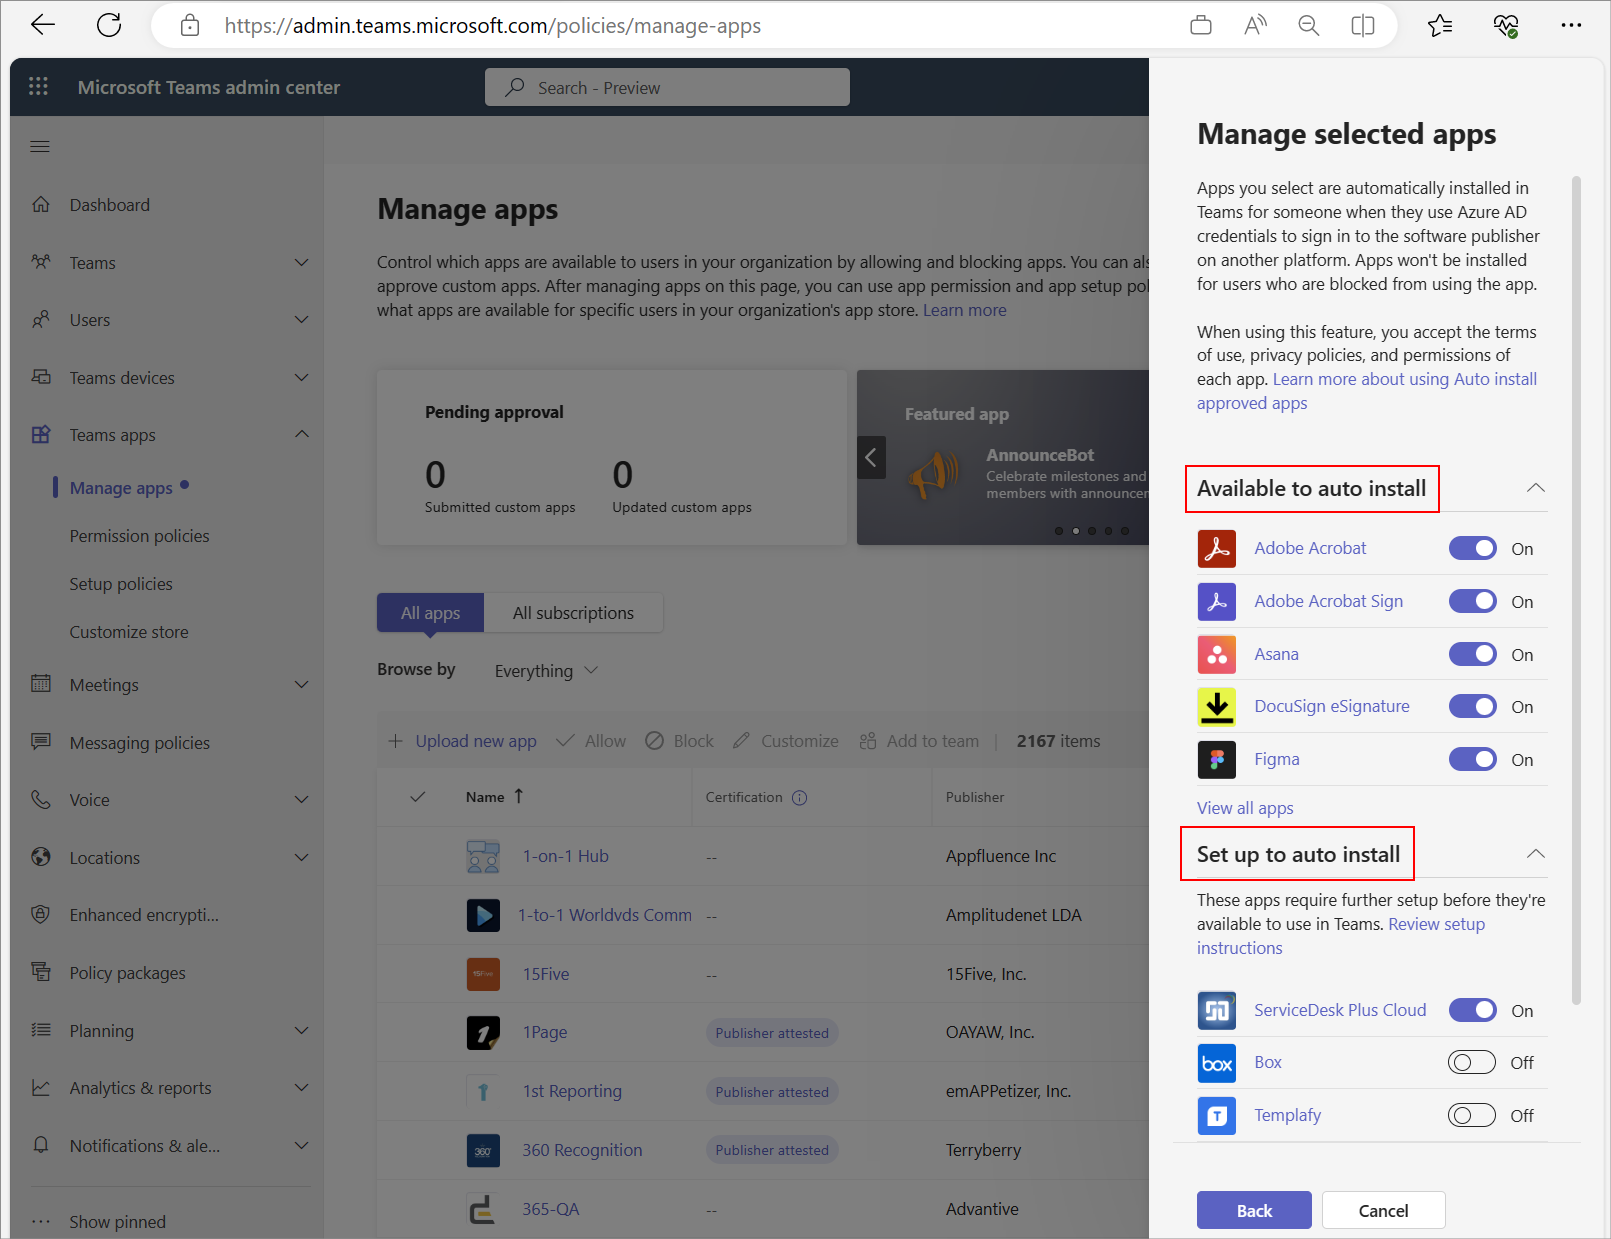 https://admin.teams.microsoft.com/policies/manage-apps
Microsoft Teams admin center
Search - Preview
Dashboard
Teams
Users
Teams devices
Teams apps
Manage apps
Permission policies
Setup policies
Customize store
Meetings
Messaging policies
Voice
Locations
Enhanced encrypti...
Policy packages
Planning
Analytics & reports
Notifications & ale...
Show pinned
Manage apps
Control which apps are available to users in your organization by allowing and blocking apps. You can als
approve custom apps. After managing apps on this page, you can use app permission and app setup pol
what apps are available for specific users in your organization's app store. Learn more
Pending approval
0
Submitted custom apps
0
Updated custom apps
Featured app
AnnounceBot
Celebrate milestones and
members with announcer
All apps
All subscriptions
Browse by
Everything
Upload new app
Allow
Block
Customize
Add to team
2167 items
Name
Certification
Publisher
1-on-1 Hub
--
Appfluence Inc
1-to-1 Worldvds Comm
--
Amplitudenet LDA
15Five
15Five
--
15Five, Inc.
1Page
Publisher attested
OAYAW, Inc.
1st Reporting
Publisher attested
emAPPetizer, Inc.
360
360 Recognition
Publisher attested
Terryberry
365-QA
--
Advantive
Manage selected apps
Apps you select are automatically installed in
Teams for someone when they use Azure AD
credentials to sign in to the software publisher
on another platform. Apps won't be installed
for users who are blocked from using the app.
When using this feature, you accept the terms
of use, privacy policies, and permissions of
each app. Learn more about using Auto install
approved apps
Available to auto install
Adobe Acrobat
On
Adobe Acrobat Sign
On
Asana
On
DocuSign eSignature
On
Figma
On
View all apps
Set up to auto install
These apps require further setup before they're
available to use in Teams. Review setup
instructions
ServiceDesk Plus Cloud
On
box
Box
Off
T
Templafy
Off
Back
Cancel